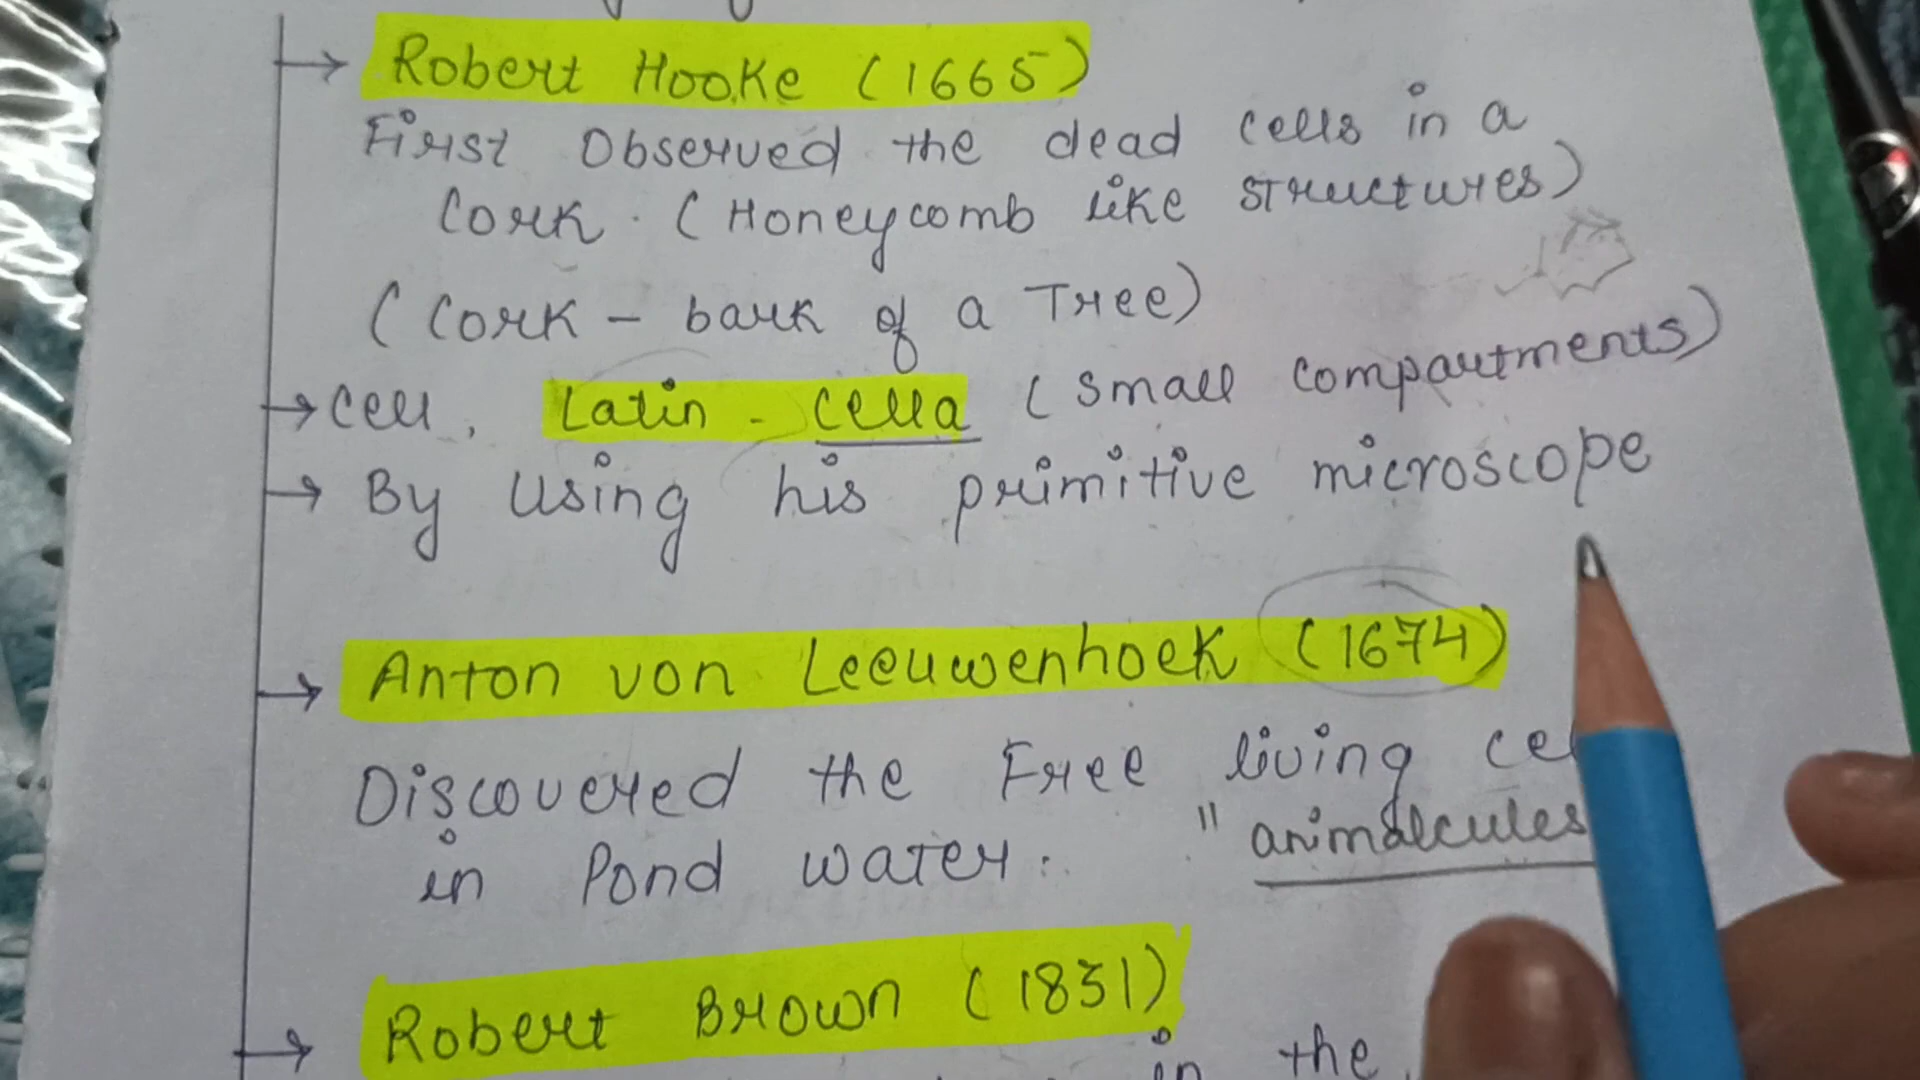 → Robert Hooke (1665)
First Observed the dead cells in a
Cork. (Honeycomb like structures)
(Cork - bark of a Tree)
→ Cell, Latin - cella (small compartments)
→ By using his primitive microscope
→ Anton von Leeuwenhoek (1674)
Discovered the Free living
in Pond water. "animalcules
→ Robert Brown (1831)
in the